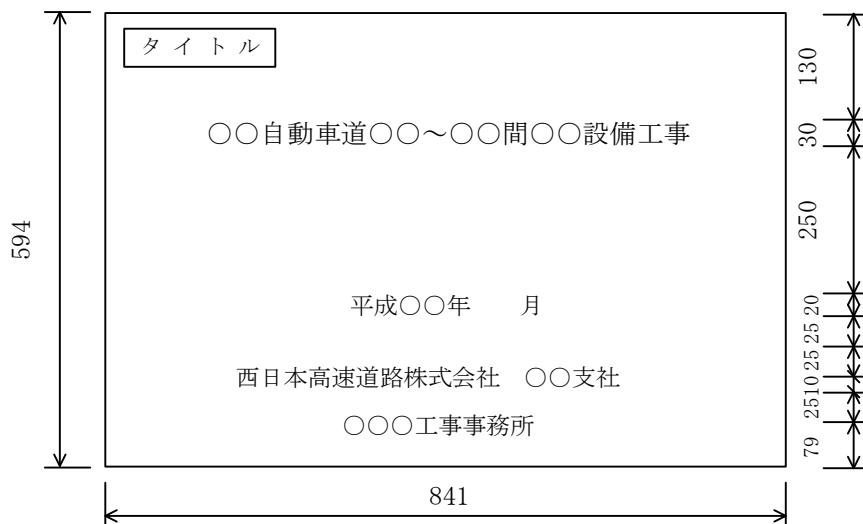 タイトル
○○自動車道○○～○○間○○設備工事
平成○○年　　月
西日本高速道路株式会社　○○支社
○○○工事事務所
594
841
130
30
250
20
25
25
10
25
79